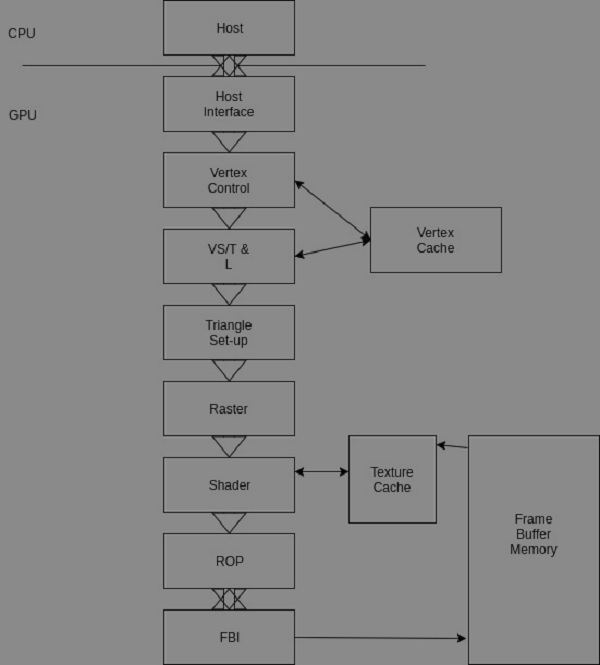 CPU
Host
GPU
Host
Interface
Vertex
Control
Vertex
Cache
VS/T &
L
Triangle
Set-up
Raster
Shader
Texture
Cache
Frame
Buffer
Memory
ROP
FBI